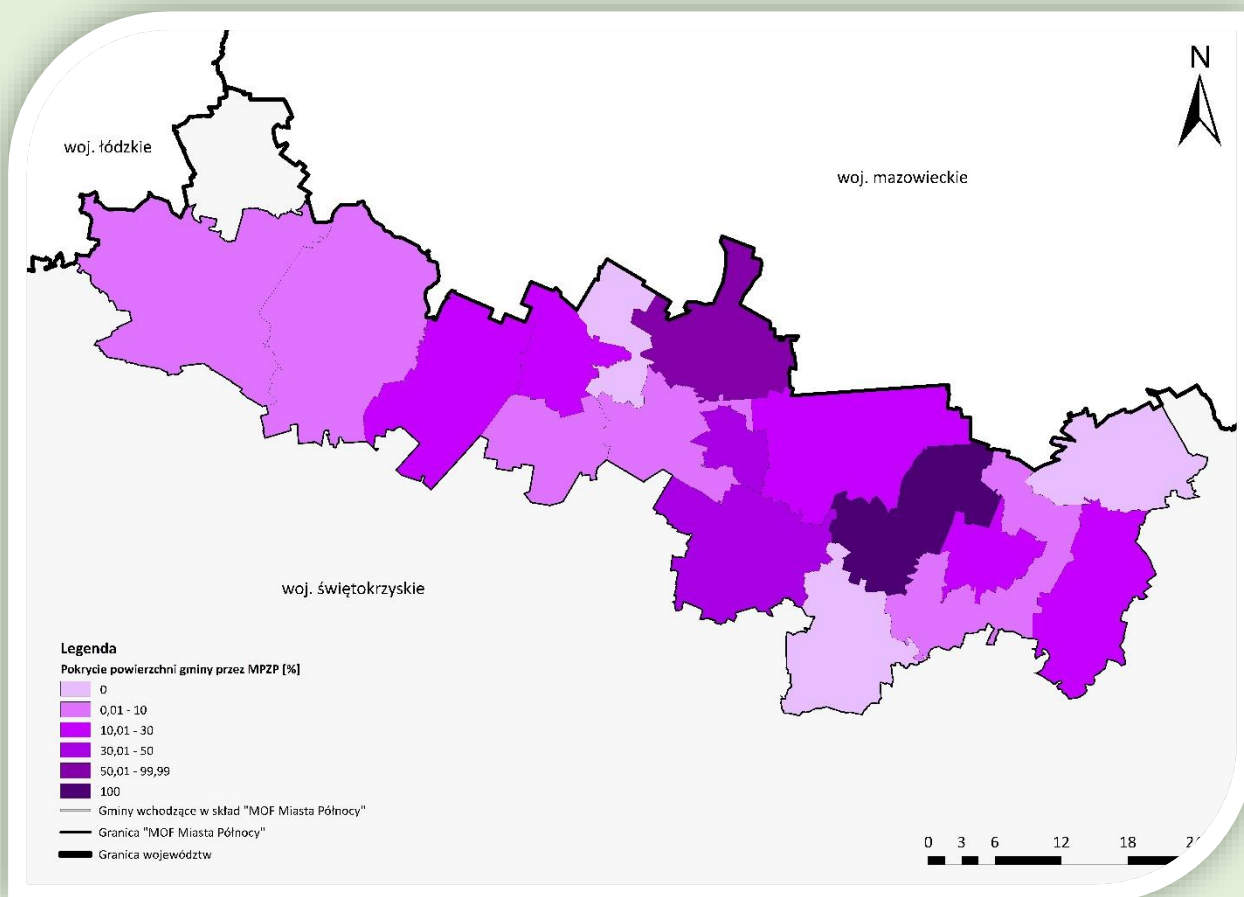 N
woj. łódzkie
woj. mazowieckie
woj. świętokrzyskie
Legenda
Pokrycie powierzchni gminy przez MPZP [%]
0
0,01 - 10
10,01 - 30
30,01 - 50
50,01 - 99,99
100
Gminy wchodzące w skład "MOF Miasta Północy"
Granica "MOF Miasta Północy"
Granica województw
0 3 6 12 18